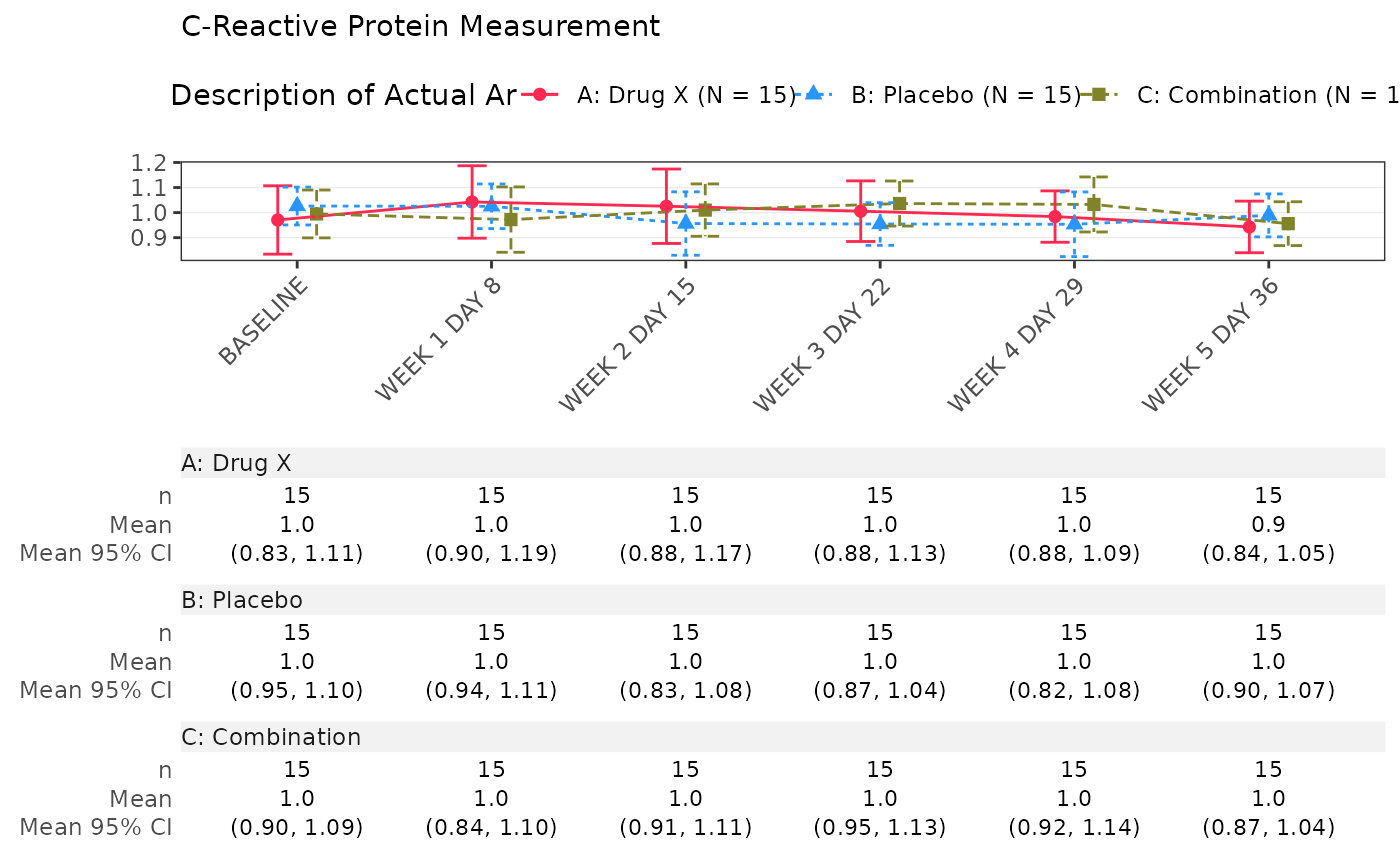 C-Reactive Protein Measurement
Description of Actual Ar A: Drug X (N = 15) B: Placebo (N = 15) C: Combination (N = 1
1.2
1.1
1.0
0.9
BASELINE WEEK 1 DAY 8 WEEK 2 DAY 15 WEEK 3 DAY 22 WEEK 4 DAY 29 WEEK 5 DAY 36
A: Drug X
n 15 15 15 15 15 15
Mean 1.0 1.0 1.0 1.0 1.0 0.9
Mean 95% CI (0.83, 1.11) (0.90, 1.19) (0.88, 1.17) (0.88, 1.13) (0.88, 1.09) (0.84, 1.05)
B: Placebo
n 15 15 15 15 15 15
Mean 1.0 1.0 1.0 1.0 1.0 1.0
Mean 95% CI (0.95, 1.10) (0.94, 1.11) (0.83, 1.08) (0.87, 1.04) (0.82, 1.08) (0.90, 1.07)
C: Combination
n 15 15 15 15 15 15
Mean 1.0 1.0 1.0 1.0 1.0 1.0
Mean 95% CI (0.90, 1.09) (0.84, 1.10) (0.91, 1.11) (0.95, 1.13) (0.92, 1.14) (0.87, 1.04)